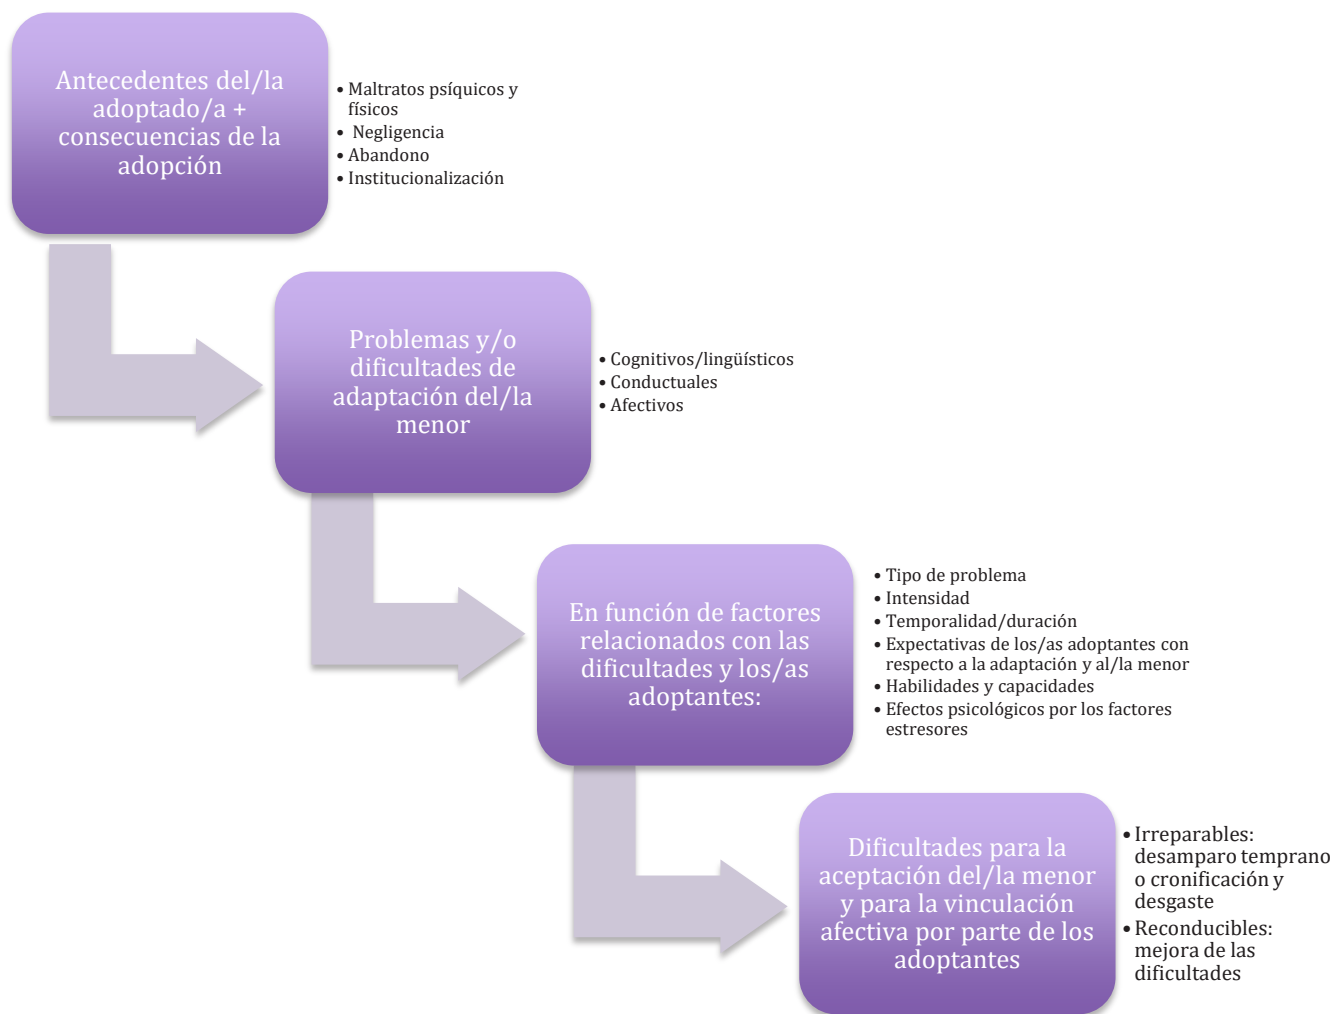 Antecedentes del/la
adoptado/a +
consecuencias de la
adopción
• Maltratos psíquicos y
físicos
• Negligencia
• Abandono
• Institucionalización
Problemas y/o
dificultades de
adaptación del/la
menor
• Cognitivos/lingüísticos
• Conductuales
• Afectivos
En función de factores
relacionados con las
dificultades y los/as
adoptantes:
• Tipo de problema
• Intensidad
• Temporalidad/duración
• Expectativas de los/as adoptantes con
respecto a la adaptación y al/la menor
• Habilidades y capacidades
• Efectos psicológicos por los factores
estresores
Dificultades para la
aceptación del/la menor
y para la vinculación
afectiva por parte de los
adoptantes
• Irreparables:
desamparo temprano
o cronificación y
desgaste
• Reconducibles:
mejora de las
dificultades